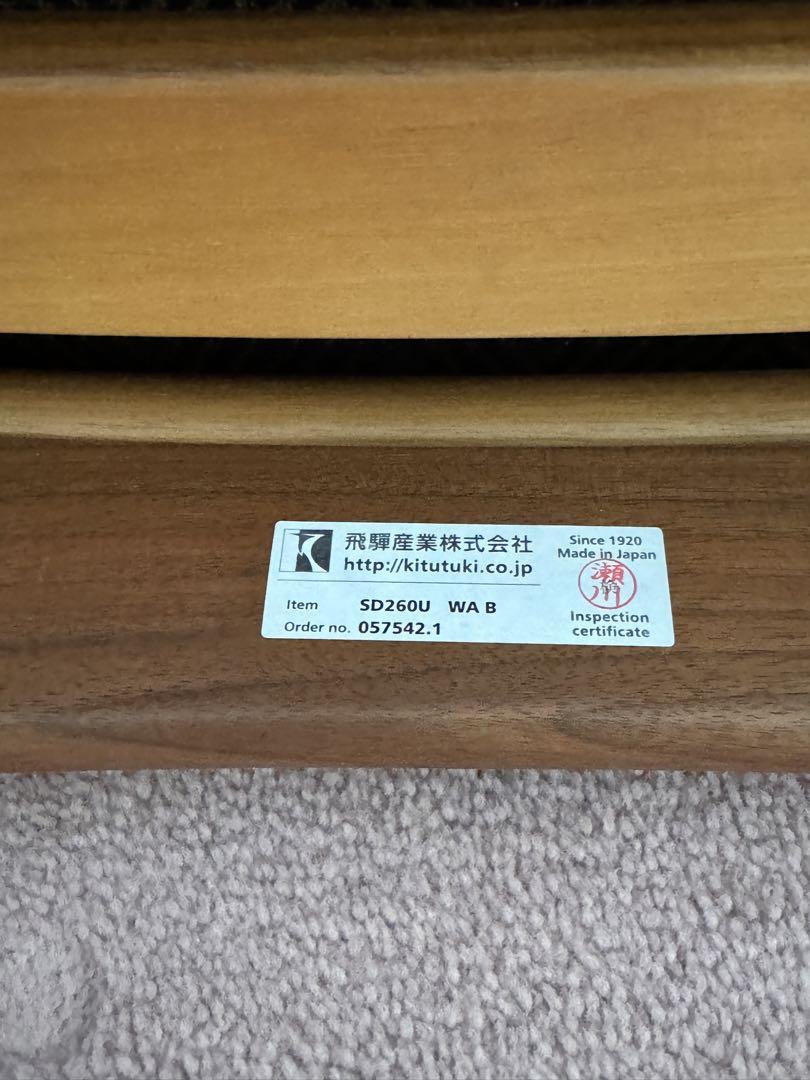 飛驒産業株式会社
http://kitutuki.co.jp
Item SD260U WA B
Order no. 057542.1
Since 1920
Made in Japan
瀬川
Inspection
certificate